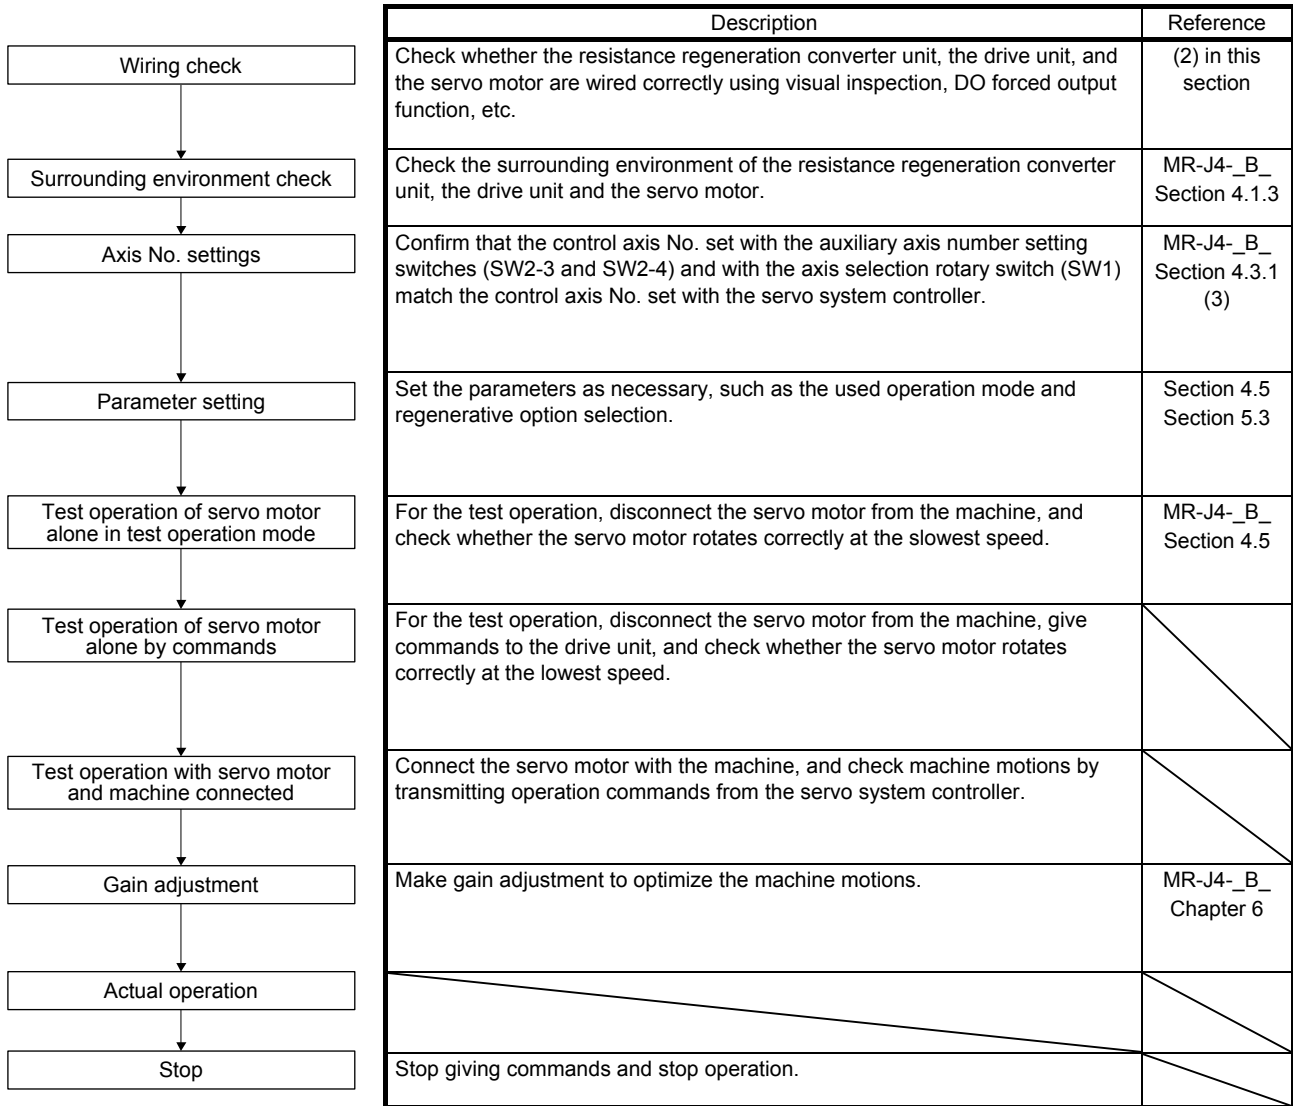 Description
Reference
Wiring check
Check whether the resistance regeneration converter unit, the drive unit, and
the servo motor are wired correctly using visual inspection, DO forced output
function, etc.
(2) in this
section
Surrounding environment check
Check the surrounding environment of the resistance regeneration converter
unit, the drive unit and the servo motor.
MR-J4-_B_
Section 4.1.3
Axis No. settings
Confirm that the control axis No. set with the auxiliary axis number setting
switches (SW2-3 and SW2-4) and with the axis selection rotary switch (SW1)
match the control axis No. set with the servo system controller.
MR-J4-_B_
Section 4.3.1
(3)
Parameter setting
Set the parameters as necessary, such as the used operation mode and
regenerative option selection.
Section 4.5
Section 5.3
Test operation of servo motor
alone in test operation mode
For the test operation, disconnect the servo motor from the machine, and
check whether the servo motor rotates correctly at the slowest speed.
MR-J4-_B_
Section 4.5
Test operation of servo motor
alone by commands
For the test operation, disconnect the servo motor from the machine, give
commands to the drive unit, and check whether the servo motor rotates
correctly at the lowest speed.
Test operation with servo motor
and machine connected
Connect the servo motor with the machine, and check machine motions by
transmitting operation commands from the servo system controller.
Gain adjustment
Make gain adjustment to optimize the machine motions.
MR-J4-_B_
Chapter 6
Actual operation
Stop
Stop giving commands and stop operation.